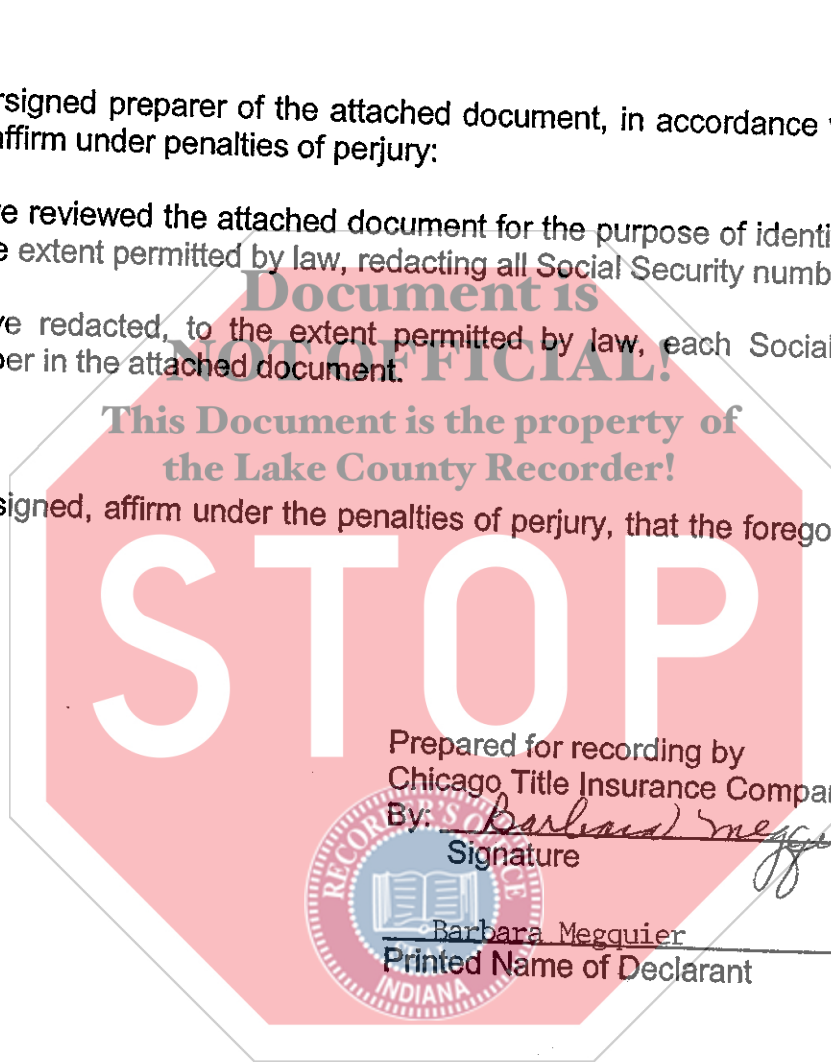 rsigned preparer of the attached document, in accordance
affirm under penalties of perjury:
e reviewed the attached document for the purpose of identi
e extent permitted by law, redacting all Social Security numb
Document is
ve redacted, to the extent permitted by law, each Social
NOT OFFICIAL!
er in the attached document.
This Document is the property of
the Lake County Recorder!
signed, affirm under the penalties of perjury, that the forego
STOP
Prepared for recording by
Chicago Title Insurance Compa
By: Barbara Megqu
Signature
RECORDER'S OFFICE
Barbara Megquier
Printed Name of Declarant
INDIANA